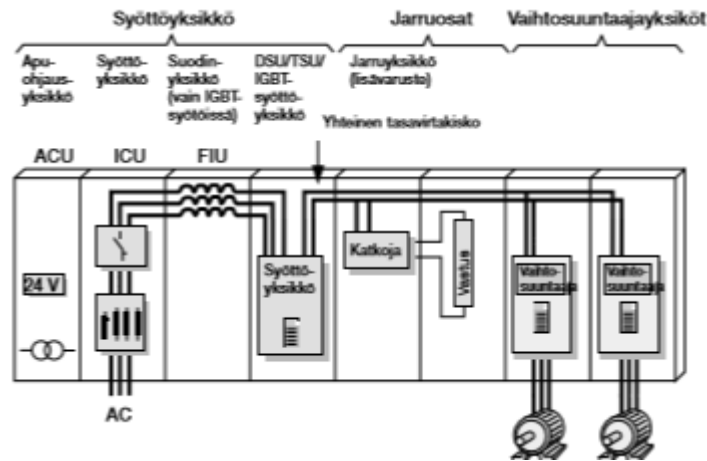 Syöttöyksikkö
Jarruosat
Vaihtosuuntaajayksiköt
Apu-
ohjaus-
yksikkö
Syöttö-
yksikkö
Suodin-
yksikkö
(vain IGBT-
syötöissä)
DSU/TSU/
IGBT-
syöttö-
yksikkö
Jarruyksikkö
(lisävaruste)
Yhteinen tasavirtakisko
ACU
ICU
FIU
24 V
Syöttö-
yksikkö
Katkoja
Vastus
Vaihto-
suuntaaja
Vaihto-
suuntaaja
AC